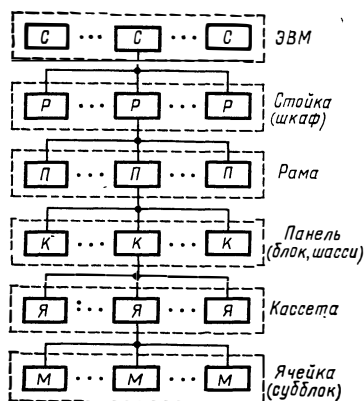 С ··· С ··· С ЭВМ
Р ··· Р ··· Р Стойка
(шкаф)
П ··· П ··· П Рама
К ··· К ··· К Панель
(блок, шасси)
Я ··· Я ··· Я Кассета
М ··· М ··· М Ячейка
(субблок)